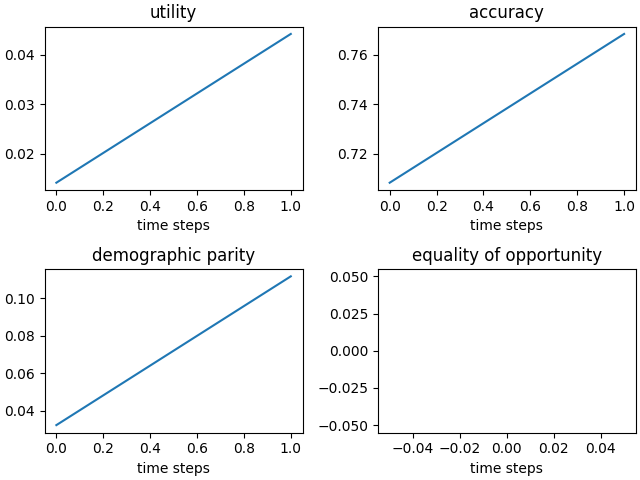 utility
0.04
0.03
0.02
0.0 0.2 0.4 0.6 0.8 1.0
time steps
accuracy
0.76
0.74
0.72
0.0 0.2 0.4 0.6 0.8 1.0
time steps
demographic parity
0.10
0.08
0.06
0.04
0.0 0.2 0.4 0.6 0.8 1.0
time steps
equality of opportunity
0.050
0.025
0.000
−0.025
−0.050
−0.04 −0.02 0.00 0.02 0.04
time steps